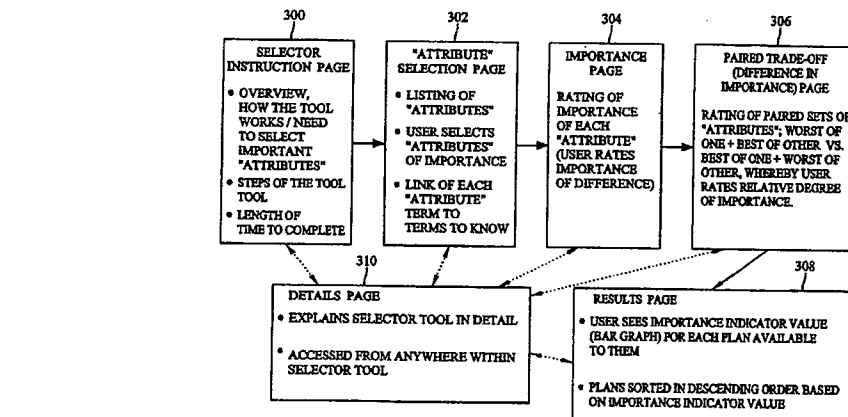 300
SELECTOR
INSTRUCTION PAGE
• OVERVIEW,
HOW THE TOOL
WORKS / NEED
TO SELECT
IMPORTANT
"ATTRIBUTES"
• STEPS OF THE TOOL
TOOL
• LENGTH OF
TIME TO COMPLETE
302
"ATTRIBUTE"
SELECTION PAGE
• LISTING OF
"ATTRIBUTES"
• USER SELECTS
"ATTRIBUTES"
OF IMPORTANCE
• LINK OF EACH
"ATTRIBUTE"
TERM TO
TERMS TO KNOW
304
IMPORTANCE
PAGE
RATING OF
IMPORTANCE
OF EACH
"ATTRIBUTE"
(USER RATES
IMPORTANCE
OF DIFFERENCE)
306
PAIRED TRADE-OFF
(DIFFERENCE IN
IMPORTANCE) PAGE
RATING OF PAIRED SETS OF
"ATTRIBUTES"; WORST OF
ONE + BEST OF OTHER VS.
BEST OF ONE + WORST OF
OTHER, WHEREBY USER
RATES RELATIVE DEGREE
OF IMPORTANCE.
310
DETAILS PAGE
• EXPLAINS SELECTOR TOOL IN DETAIL
• ACCESSED FROM ANYWHERE WITHIN
SELECTOR TOOL
308
RESULTS PAGE
• USER SEES IMPORTANCE INDICATOR VALUE
(BAR GRAPH) FOR EACH PLAN AVAILABLE
TO THEM
• PLANS SORTED IN DESCENDING ORDER BASED
ON IMPORTANCE INDICATOR VALUE